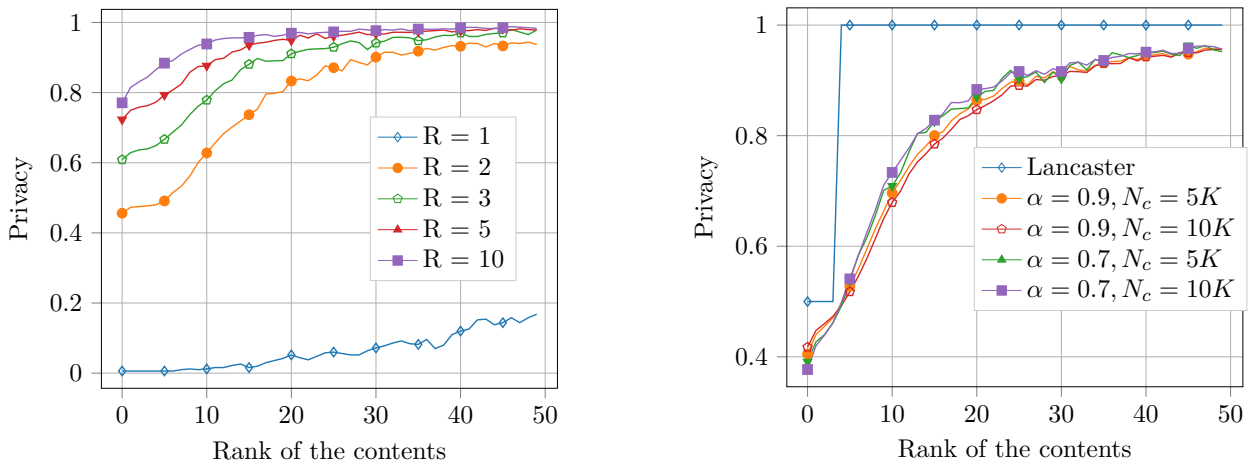 1
0.8
0.6
0.4
0.2
0
Privacy
0 10 20 30 40 50
Rank of the contents
R = 1
R = 2
R = 3
R = 5
R = 10
1
0.8
0.6
0.4
Privacy
0 10 20 30 40 50
Rank of the contents
Lancaster
α = 0.9, N_c = 5K
α = 0.9, N_c = 10K
α = 0.7, N_c = 5K
α = 0.7, N_c = 10K